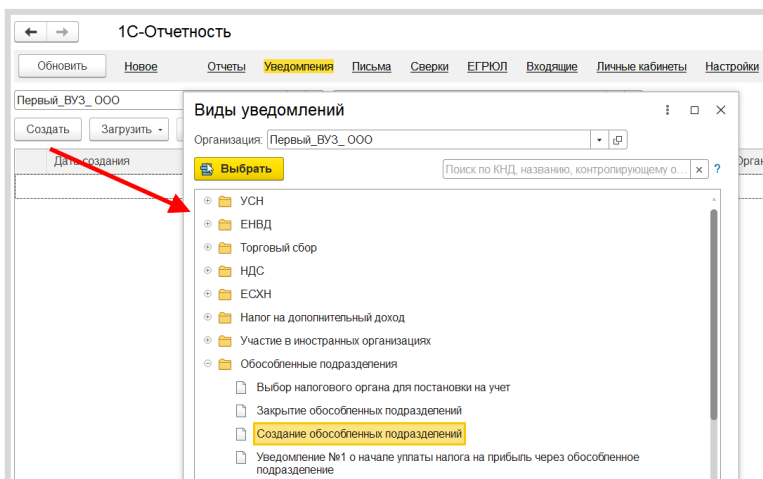 1С-Отчетность
Обновить Новое Отчеты Уведомления Письма Сверки ЕГРЮЛ Входящие Личные кабинеты Настройки
Первый_ВУЗ_ ООО
Создать Загрузить
Дата создания
Орган
Виды уведомлений
Организация: Первый_ВУЗ_ ООО
Выбрать Поиск по КНД, названию, контролирующему о... × ?
УСН
ЕНВД
Торговый сбор
НДС
ЕСХН
Налог на дополнительный доход
Участие в иностранных организациях
Обособленные подразделения
Выбор налогового органа для постановки на учет
Закрытие обособленных подразделений
Создание обособленных подразделений
Уведомление №1 о начале уплаты налога на прибыль через обособленное
подразделение